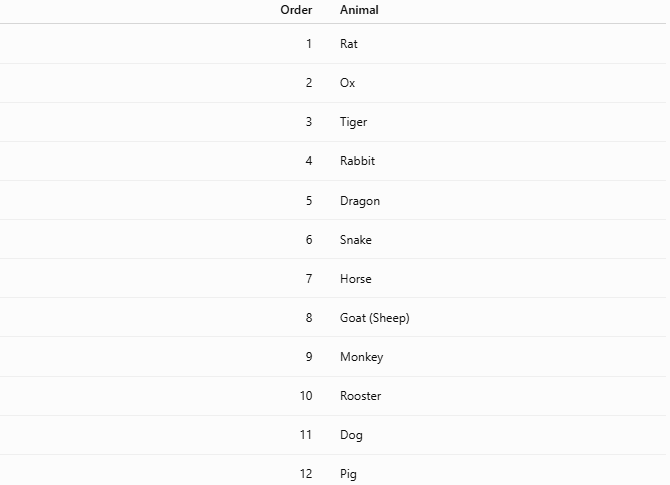 Order Animal
1 Rat
2 Ox
3 Tiger
4 Rabbit
5 Dragon
6 Snake
7 Horse
8 Goat (Sheep)
9 Monkey
10 Rooster
11 Dog
12 Pig